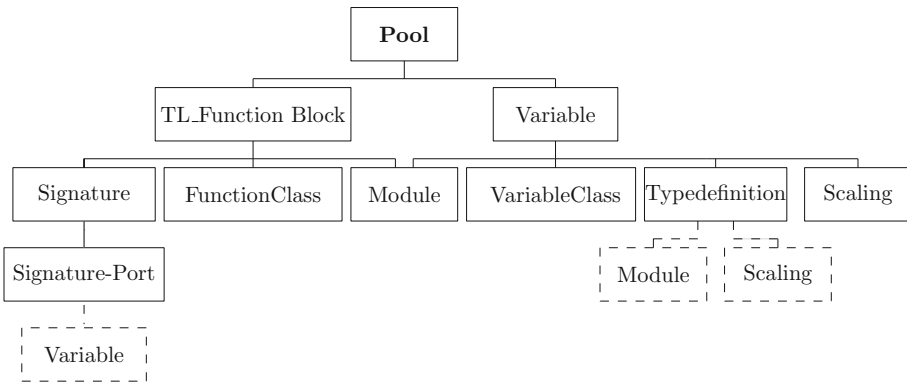 Pool
TL_Function Block
Variable
Signature
FunctionClass
Module
VariableClass
Typedefinition
Scaling
Signature-Port
Module
Scaling
Variable